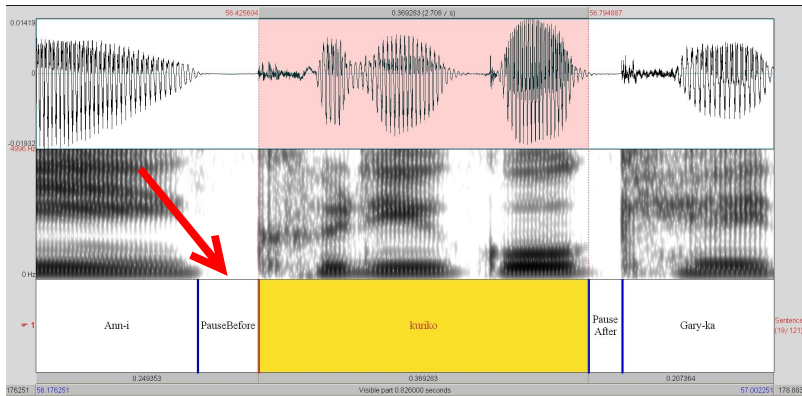 56.425604 0.369283 (2.708 / s) 56.794887
0.01419
0
-0.01932
4996 Hz
0 Hz
☞ 1 Ann-i PauseBefore kuriko Pause After Gary-ka Sentence (19/121)
0.249353 0.369283 0.207364
176251 56.176251 Visible part 0.826000 seconds 57.002251 178.883